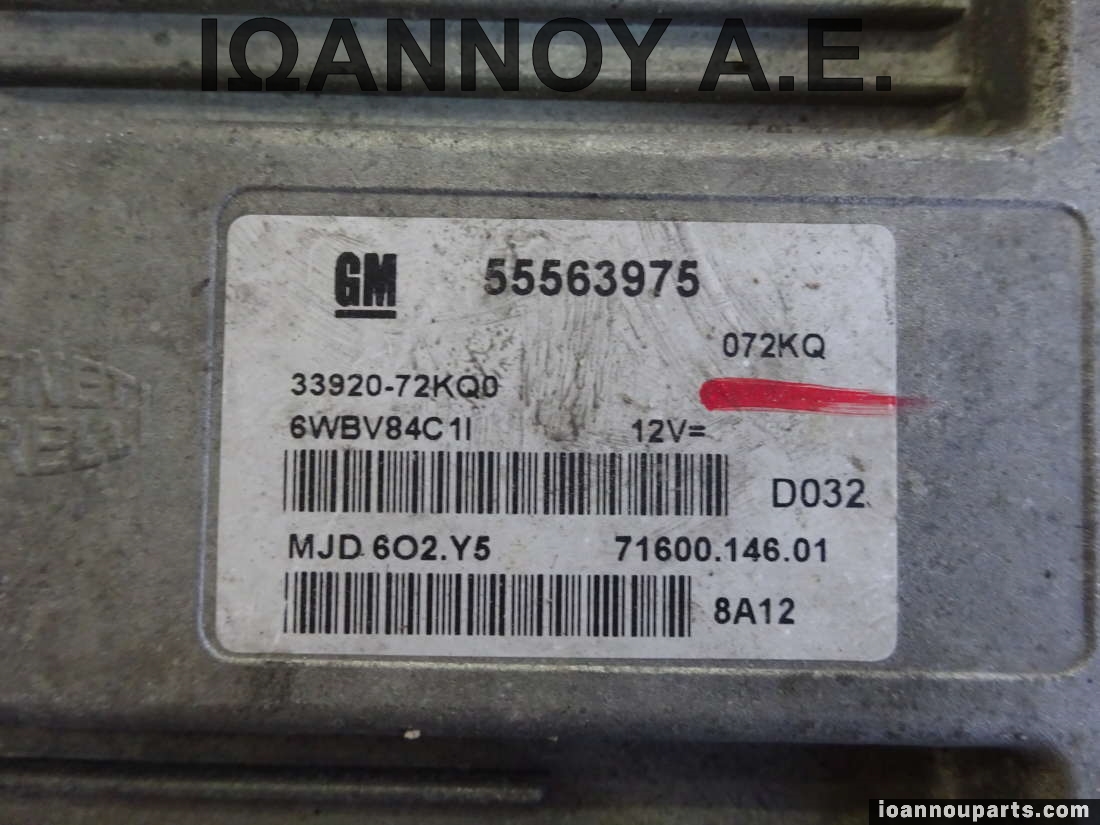 ΙΩΑΝΝΟΥ Α.Ε.
GM 55563975
072KQ
33920-72KQ0
6WBV84C1I 12V=
D032
MJD 6O2.Y5 71600.146.01
8A12
ioannouparts.com